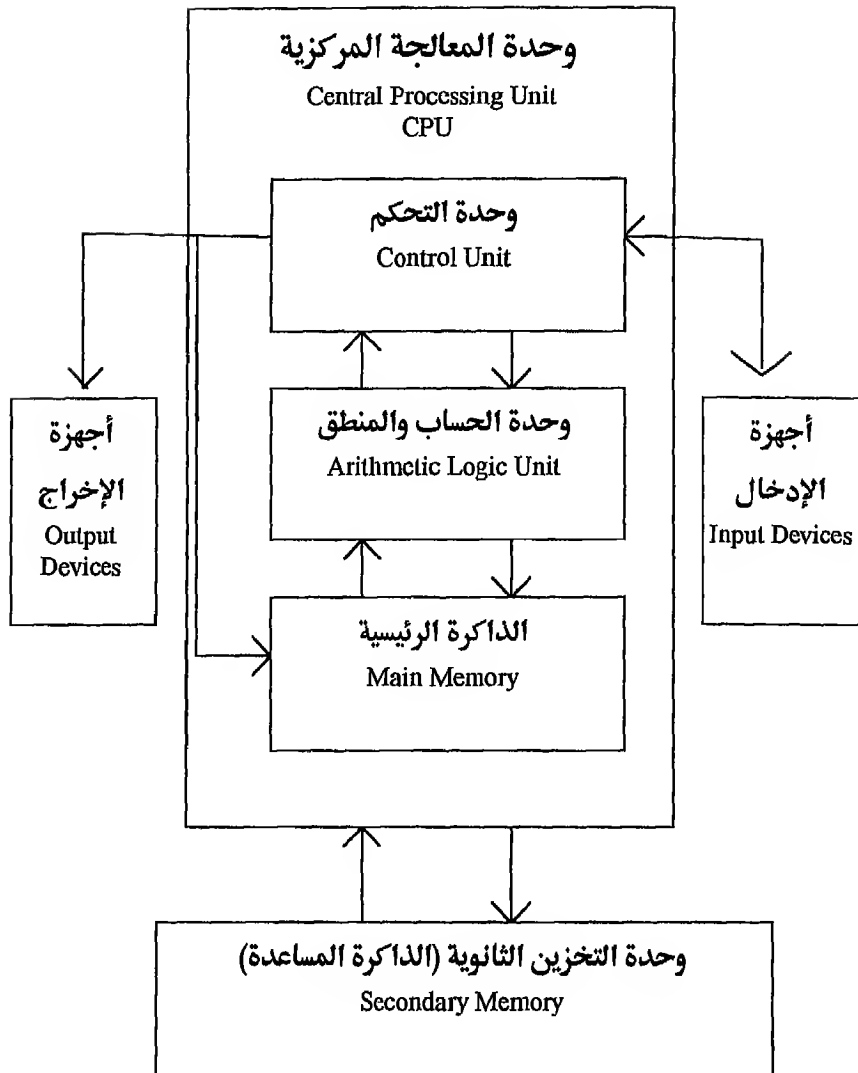 وحدة المعالجة المركزية
Central Processing Unit
CPU
وحدة التحكم
Control Unit
أجهزة
الإدخال
Input Devices
وحدة الحساب والمنطق
Arithmetic Logic Unit
أجهزة
الإخراج
Output
Devices
الذاكرة الرئيسية
Main Memory
وحدة التخزين الثانوية (الذاكرة المساعدة)
Secondary Memory